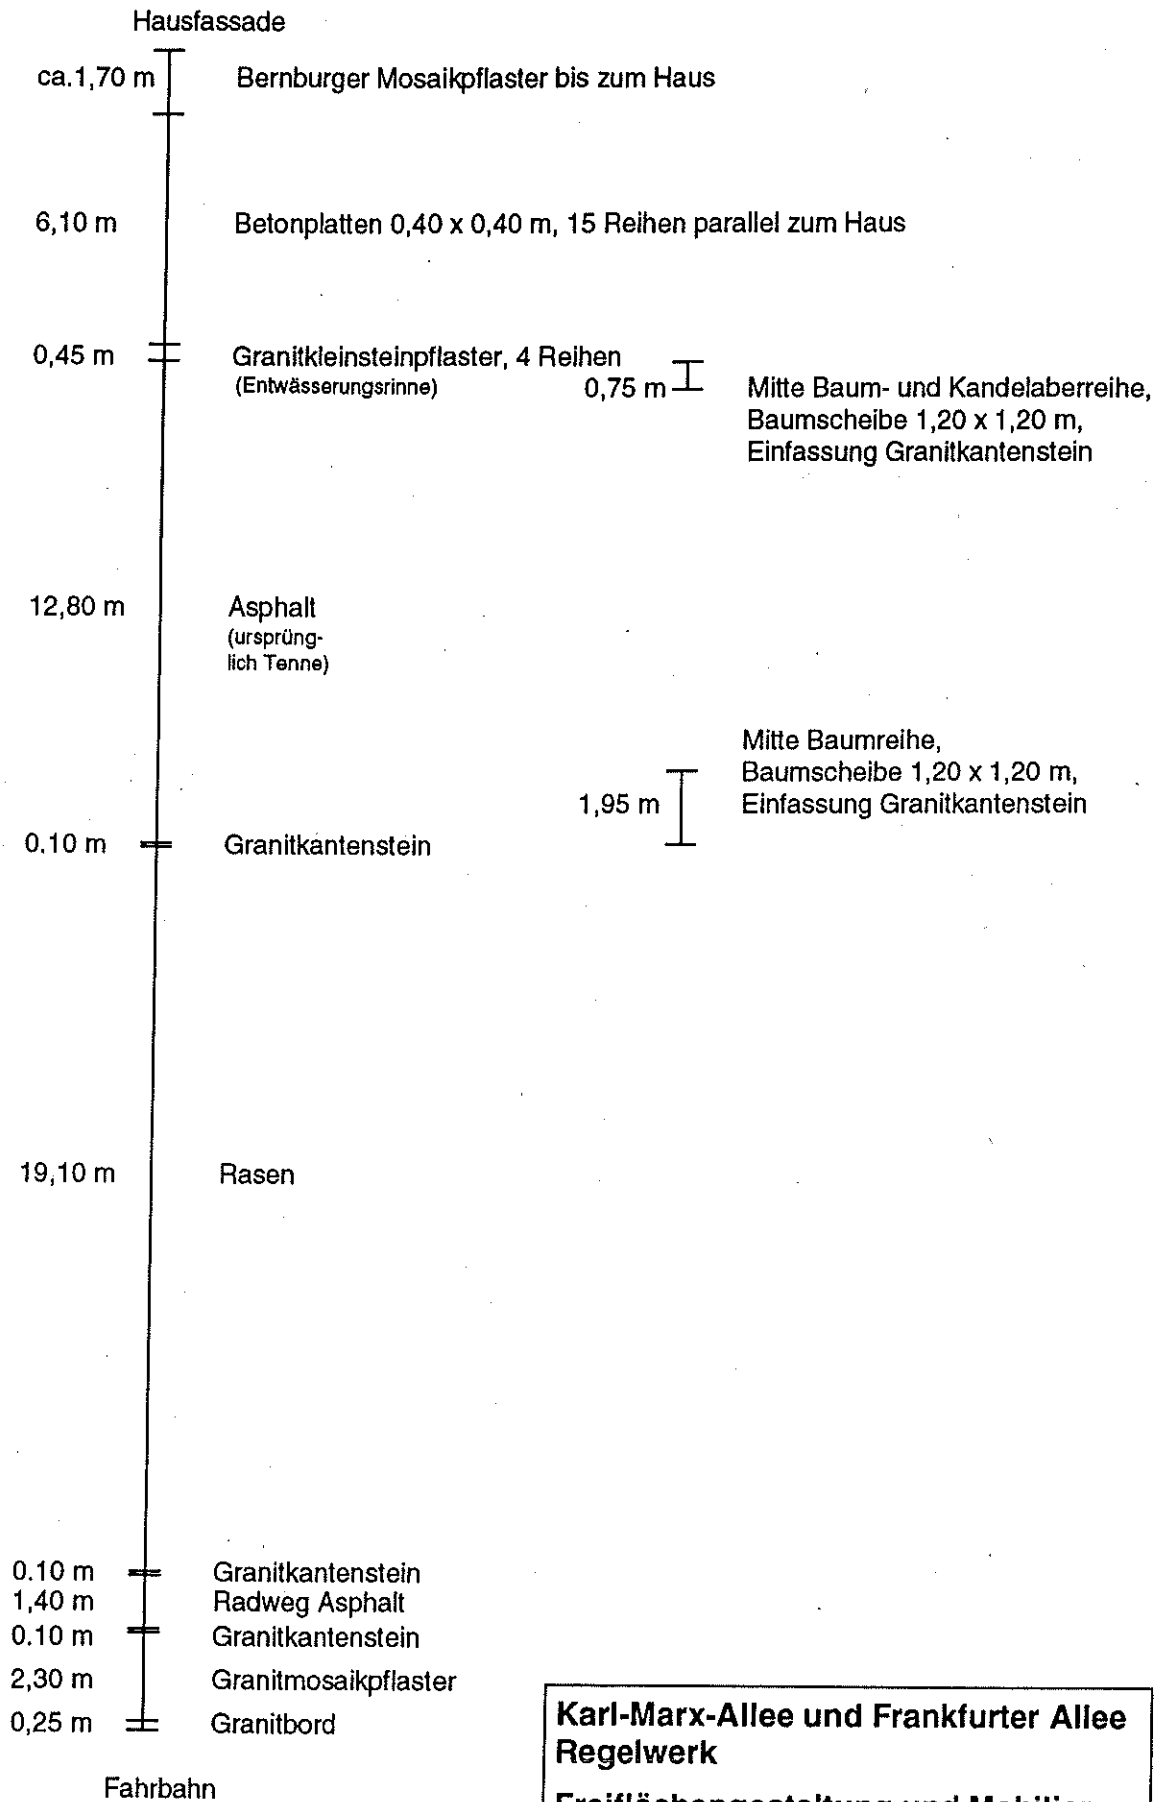 Hausfassade
ca.1,70 m Bernburger Mosaikpflaster bis zum Haus
6,10 m Betonplatten 0,40 x 0,40 m, 15 Reihen parallel zum Haus
0,45 m Granitkleinsteinpflaster, 4 Reihen
(Entwässerungsrinne)
0,75 m Mitte Baum- und Kandelaberreihe,
Baumscheibe 1,20 x 1,20 m,
Einfassung Granitkantenstein
12,80 m Asphalt
(ursprüng-
lich Tenne)
Mitte Baumreihe,
Baumscheibe 1,20 x 1,20 m,
1,95 m Einfassung Granitkantenstein
0.10 m Granitkantenstein
19,10 m Rasen
0.10 m Granitkantenstein
1,40 m Radweg Asphalt
0.10 m Granitkantenstein
2,30 m Granitmosaikpflaster
0,25 m Granitbord
Fahrbahn
Karl-Marx-Allee und Frankfurter Allee
Regelwerk
Freiflächengestaltung und Mobiliar